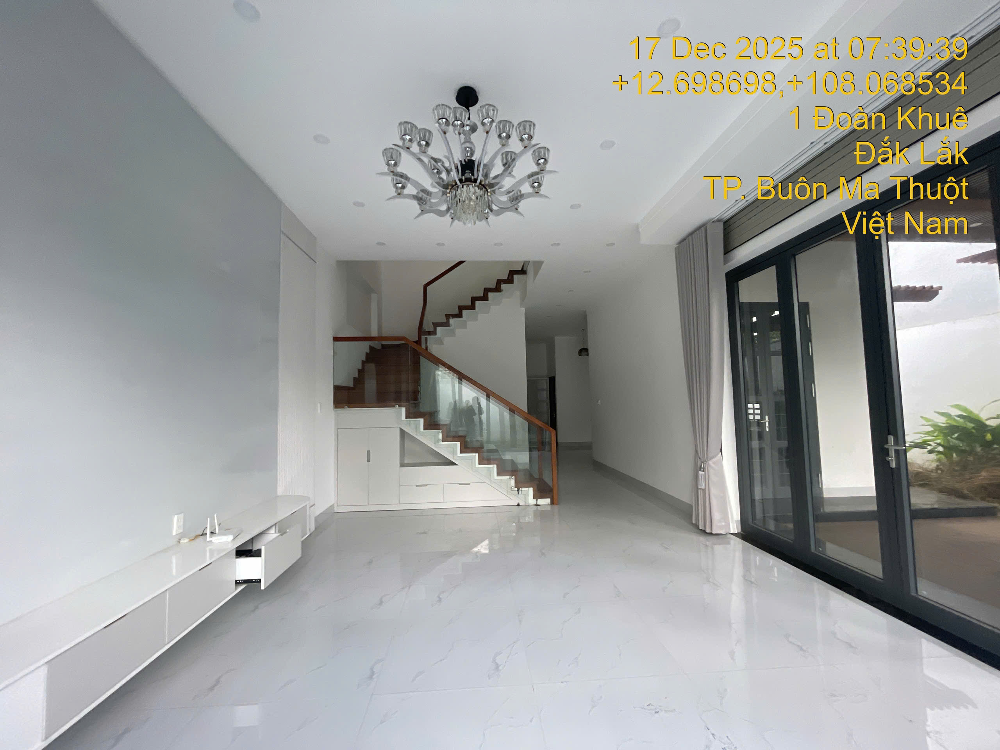 17 Dec 2025 at 07:39:39
+12.698698,+108.068534
1 Đoàn Khuê
Đắk Lắk
TP. Buôn Ma Thuột
Việt Nam